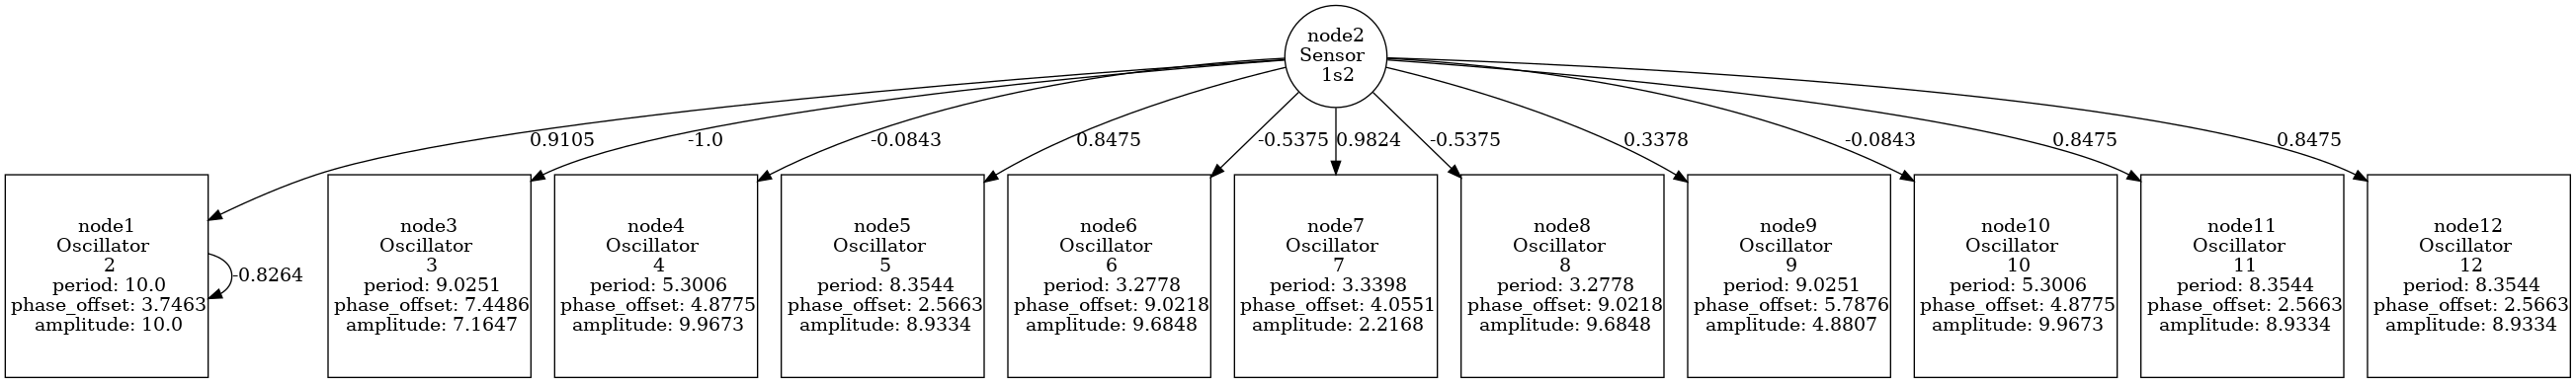 node2
Sensor
1s2
0.9105
-1.0
-0.0843
0.8475
-0.5375
0.9824
-0.5375
0.3378
-0.0843
0.8475
0.8475
node1
Oscillator
2
period: 10.0
phase_offset: 3.7463
amplitude: 10.0
-0.8264
node3
Oscillator
3
period: 9.0251
phase_offset: 7.4486
amplitude: 7.1647
node4
Oscillator
4
period: 5.3006
phase_offset: 4.8775
amplitude: 9.9673
node5
Oscillator
5
period: 8.3544
phase_offset: 2.5663
amplitude: 8.9334
node6
Oscillator
6
period: 3.2778
phase_offset: 9.0218
amplitude: 9.6848
node7
Oscillator
7
period: 3.3398
phase_offset: 4.0551
amplitude: 2.2168
node8
Oscillator
8
period: 3.2778
phase_offset: 9.0218
amplitude: 9.6848
node9
Oscillator
9
period: 9.0251
phase_offset: 5.7876
amplitude: 4.8807
node10
Oscillator
10
period: 5.3006
phase_offset: 4.8775
amplitude: 9.9673
node11
Oscillator
11
period: 8.3544
phase_offset: 2.5663
amplitude: 8.9334
node12
Oscillator
12
period: 8.3544
phase_offset: 2.5663
amplitude: 8.9334